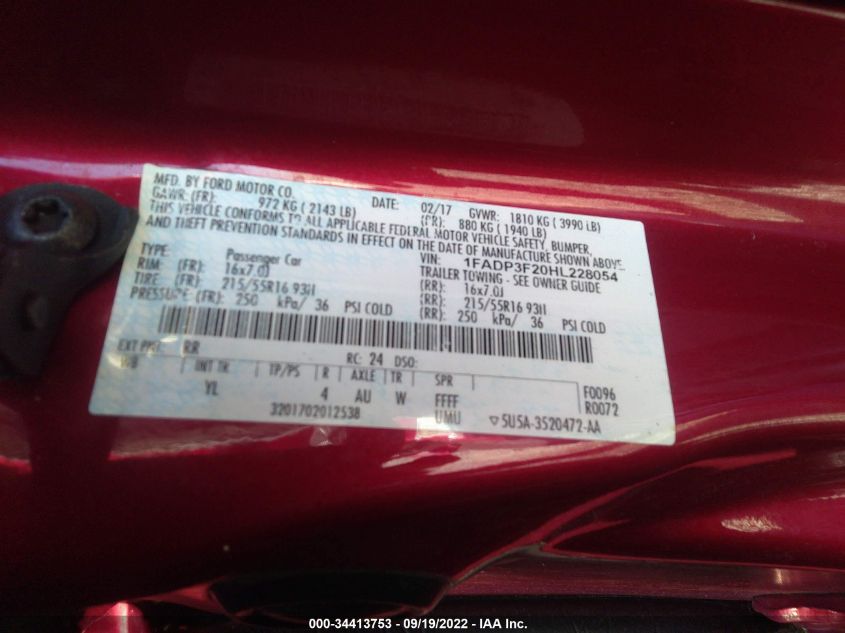 MFD. BY FORD MOTOR CO.
DATE: 02/17 GVWR: 1810 KG ( 3990 LB)
GAWR: (FR): 972 KG ( 2143 LB) (RR): 880 KG ( 1940 LB)
THIS VEHICLE CONFORMS TO ALL APPLICABLE FEDERAL MOTOR VEHICLE SAFETY, BUMPER,
AND THEFT PREVENTION STANDARDS IN EFFECT ON THE DATE OF MANUFACTURE SHOWN ABOVE.
VIN: 1FADP3F20HL228054
TYPE: Passenger Car TRAILER TOWING - SEE OWNER GUIDE
RIM: (FR): 16x7.0J (RR): 16x7.0J
TIRE (FR): 215/55R16 93H (RR): 215/55R16 93H
PRESSURE (FR): 250 kPa/ 36 PSI COLD (RR): 250 kPa/ 36 PSI COLD
EXT PNT: RR RC: 24 DSO:
WB INT TR TP/PS R AXLE TR SPR
YL 4 AU W FFFF F0096
UMU R0072
3201702012538 5U5A-3520472-AA
000-34413753 - 09/19/2022 - IAA Inc.